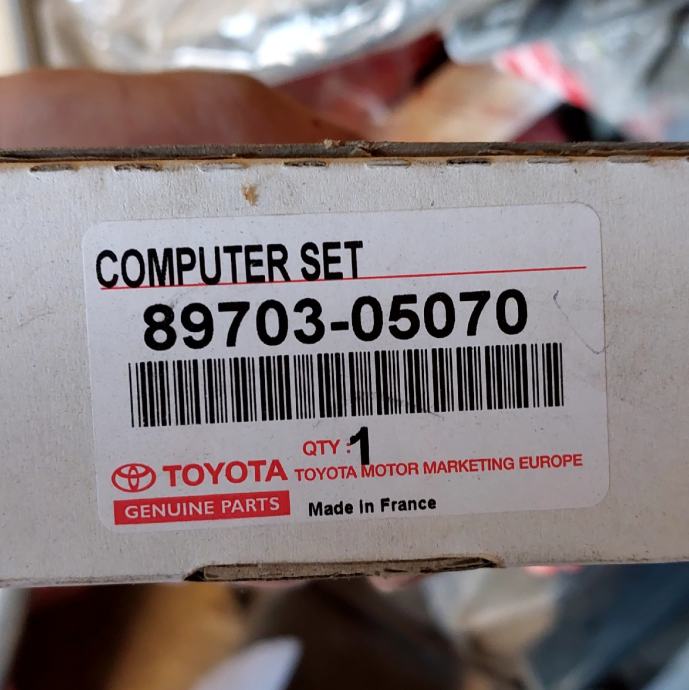 COMPUTER SET
89703-05070
QTY :1
TOYOTA TOYOTA MOTOR MARKETING EUROPE
GENUINE PARTS Made in France